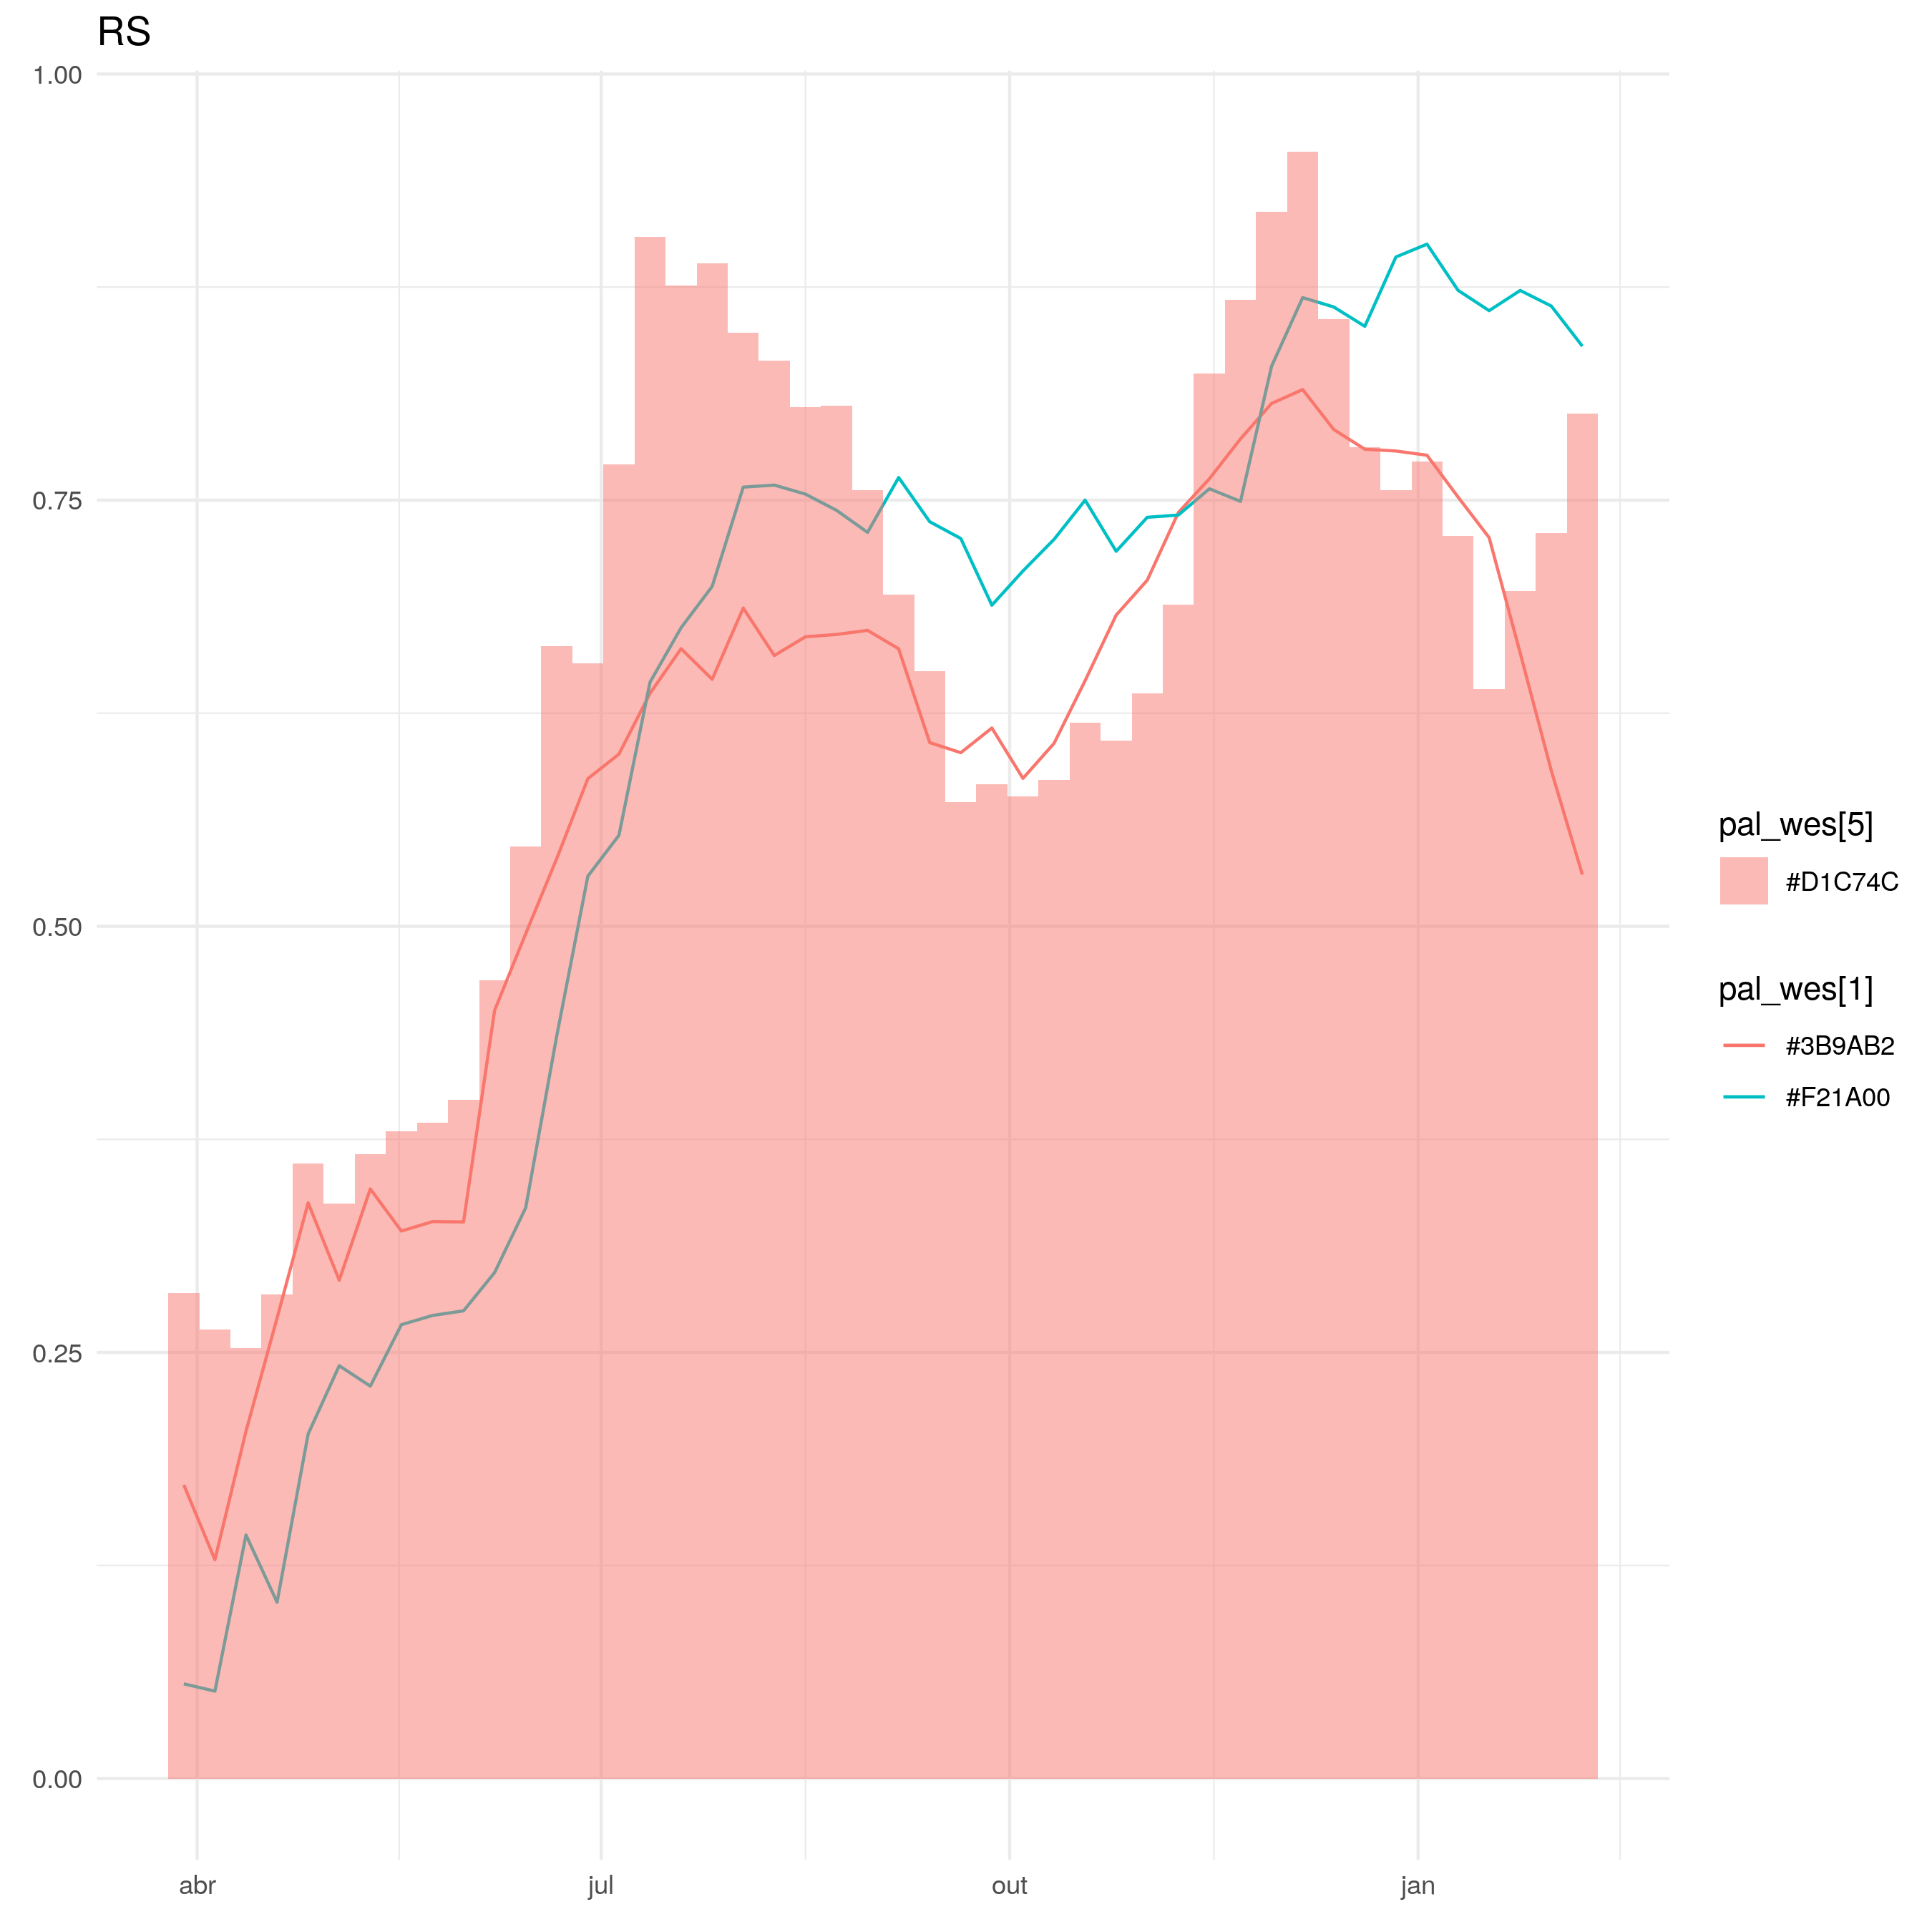 RS
1.00
0.75
0.50
0.25
0.00
abr
jul
out
jan
pal_wes[5]
#D1C74C
pal_wes[1]
#3B9AB2
#F21A00